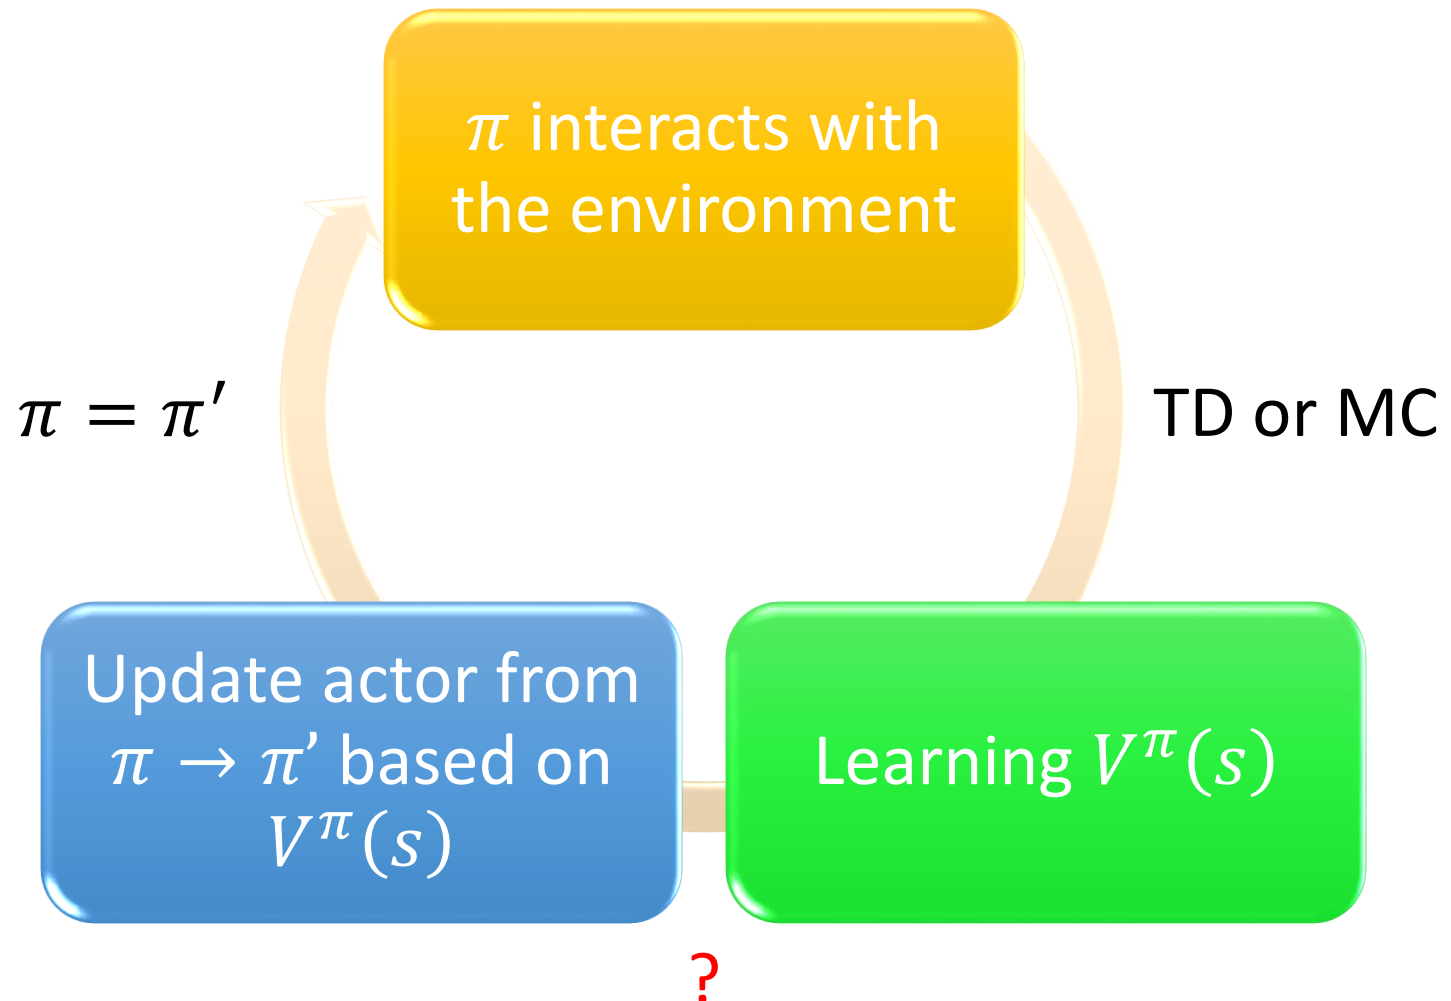 π interacts with
the environment
π = π′
TD or MC
Update actor from
π → π’ based on
V^π(s)
Learning V^π(s)
?